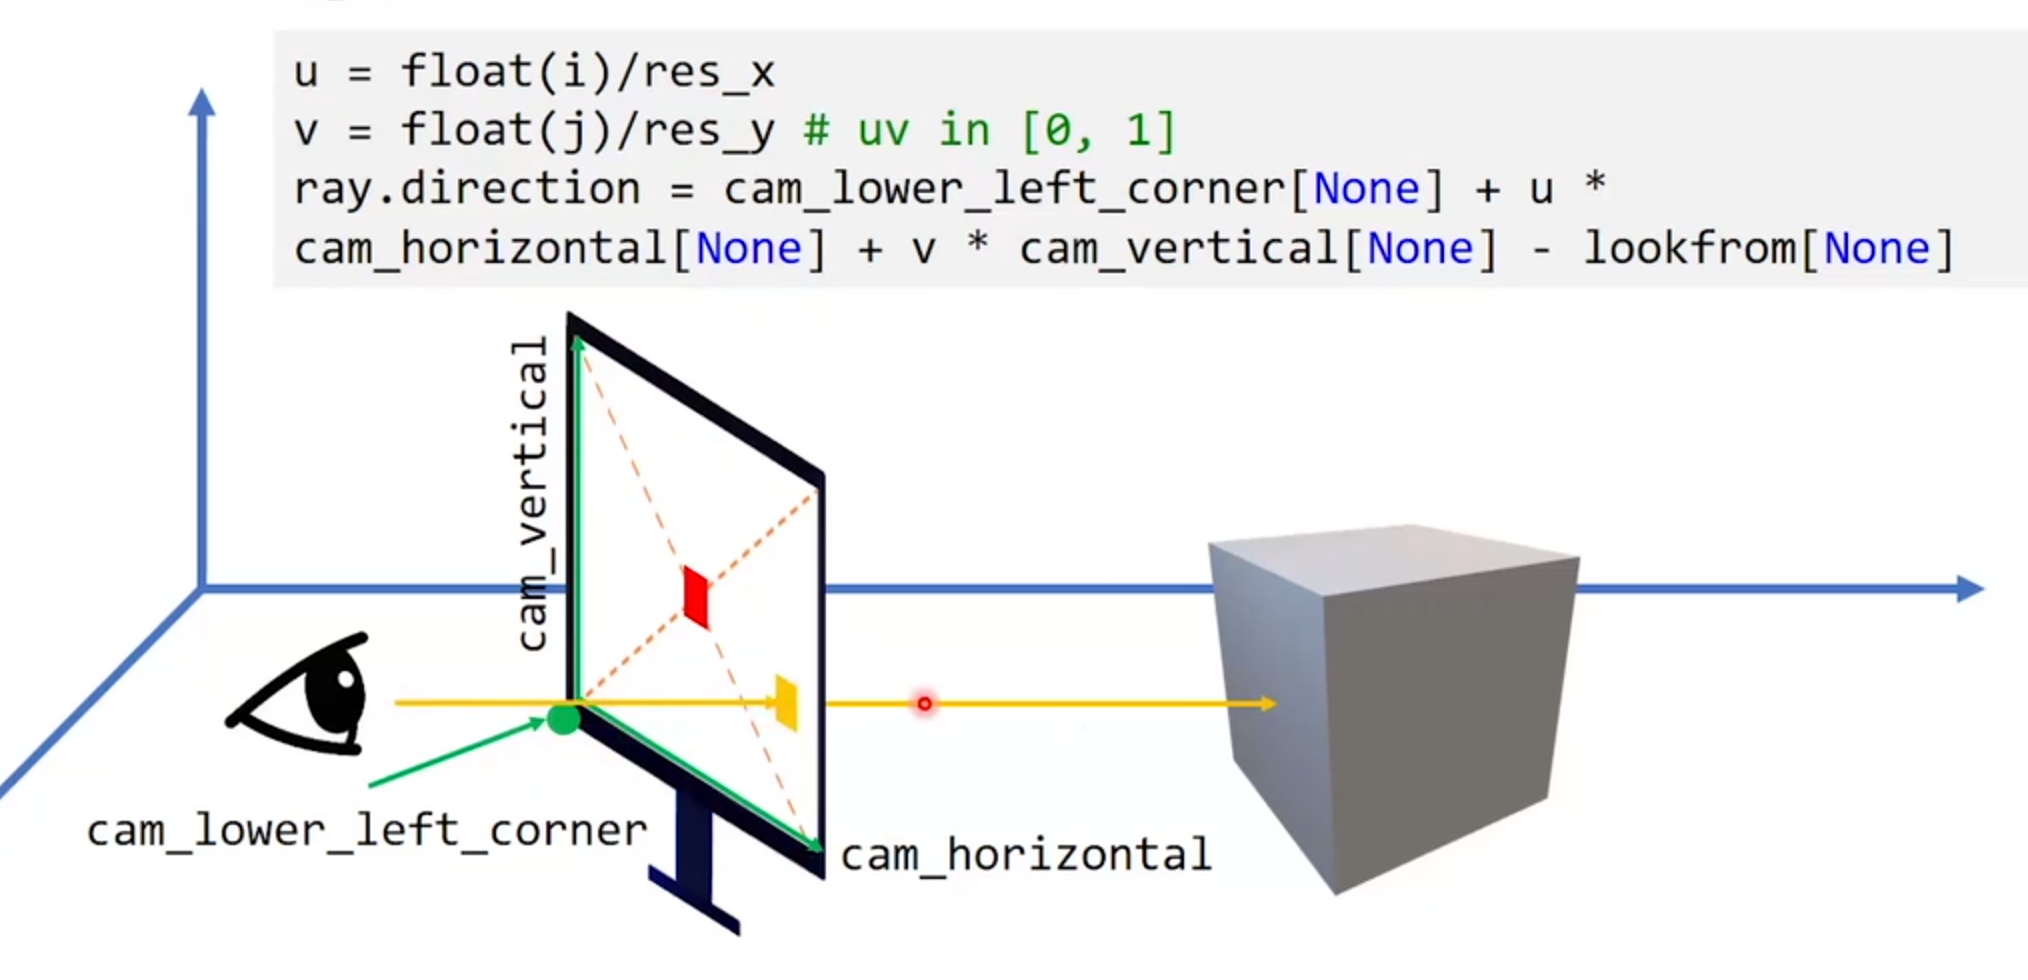 u = float(i)/res_x
v = float(j)/res_y # uv in [0, 1]
ray.direction = cam_lower_left_corner[None] + u *
cam_horizontal[None] + v * cam_vertical[None] - lookfrom[None]
cam_vertical
cam_lower_left_corner
cam_horizontal